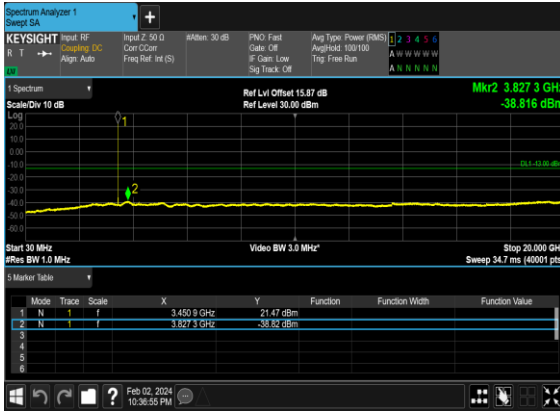 Spectrum Analyzer 1
Swept SA
+
KEYSIGHT Input: RF Input Z: 50 Ω #Atten: 30 dB PNO: Fast Avg Type: Power (RMS) 1 2 3 4 5 6
R T Coupling: DC Corr CCorr Gate: Off Avg|Hold: 100/100 A W W W W W
Align: Auto Freq Ref: Int (S) IF Gain: Low Trig: Free Run
Sig Track: Off A N N N N N
1 Spectrum Ref Lvl Offset 15.87 dB Mkr2 3.827 3 GHz
Scale/Div 10 dB Ref Level 30.00 dBm -38.816 dBm
Log
1
20.0
10.0
0.00
-10.0
DL1 -13.00 dBm
-20.0
-30.0
2
-40.0
-50.0
-60.0
Start 30 MHz Video BW 3.0 MHz* Stop 20.000 GHz
#Res BW 1.0 MHz Sweep 34.7 ms (40001 pts)
5 Marker Table
Mode Trace Scale X Y Function Function Width Function Value
1 N 1 f 3.450 9 GHz 21.47 dBm
2 N 1 f 3.827 3 GHz -38.82 dBm
3
4
5
6
? Feb 02, 2024
10:36:55 PM